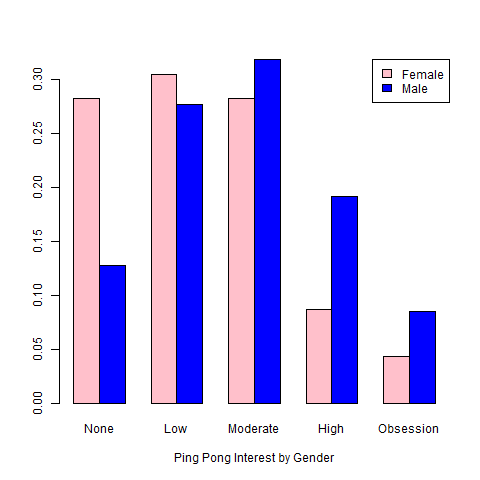 Female
Male
0.30
0.25
0.20
0.15
0.10
0.05
0.00
None Low Moderate High Obsession
Ping Pong Interest by Gender